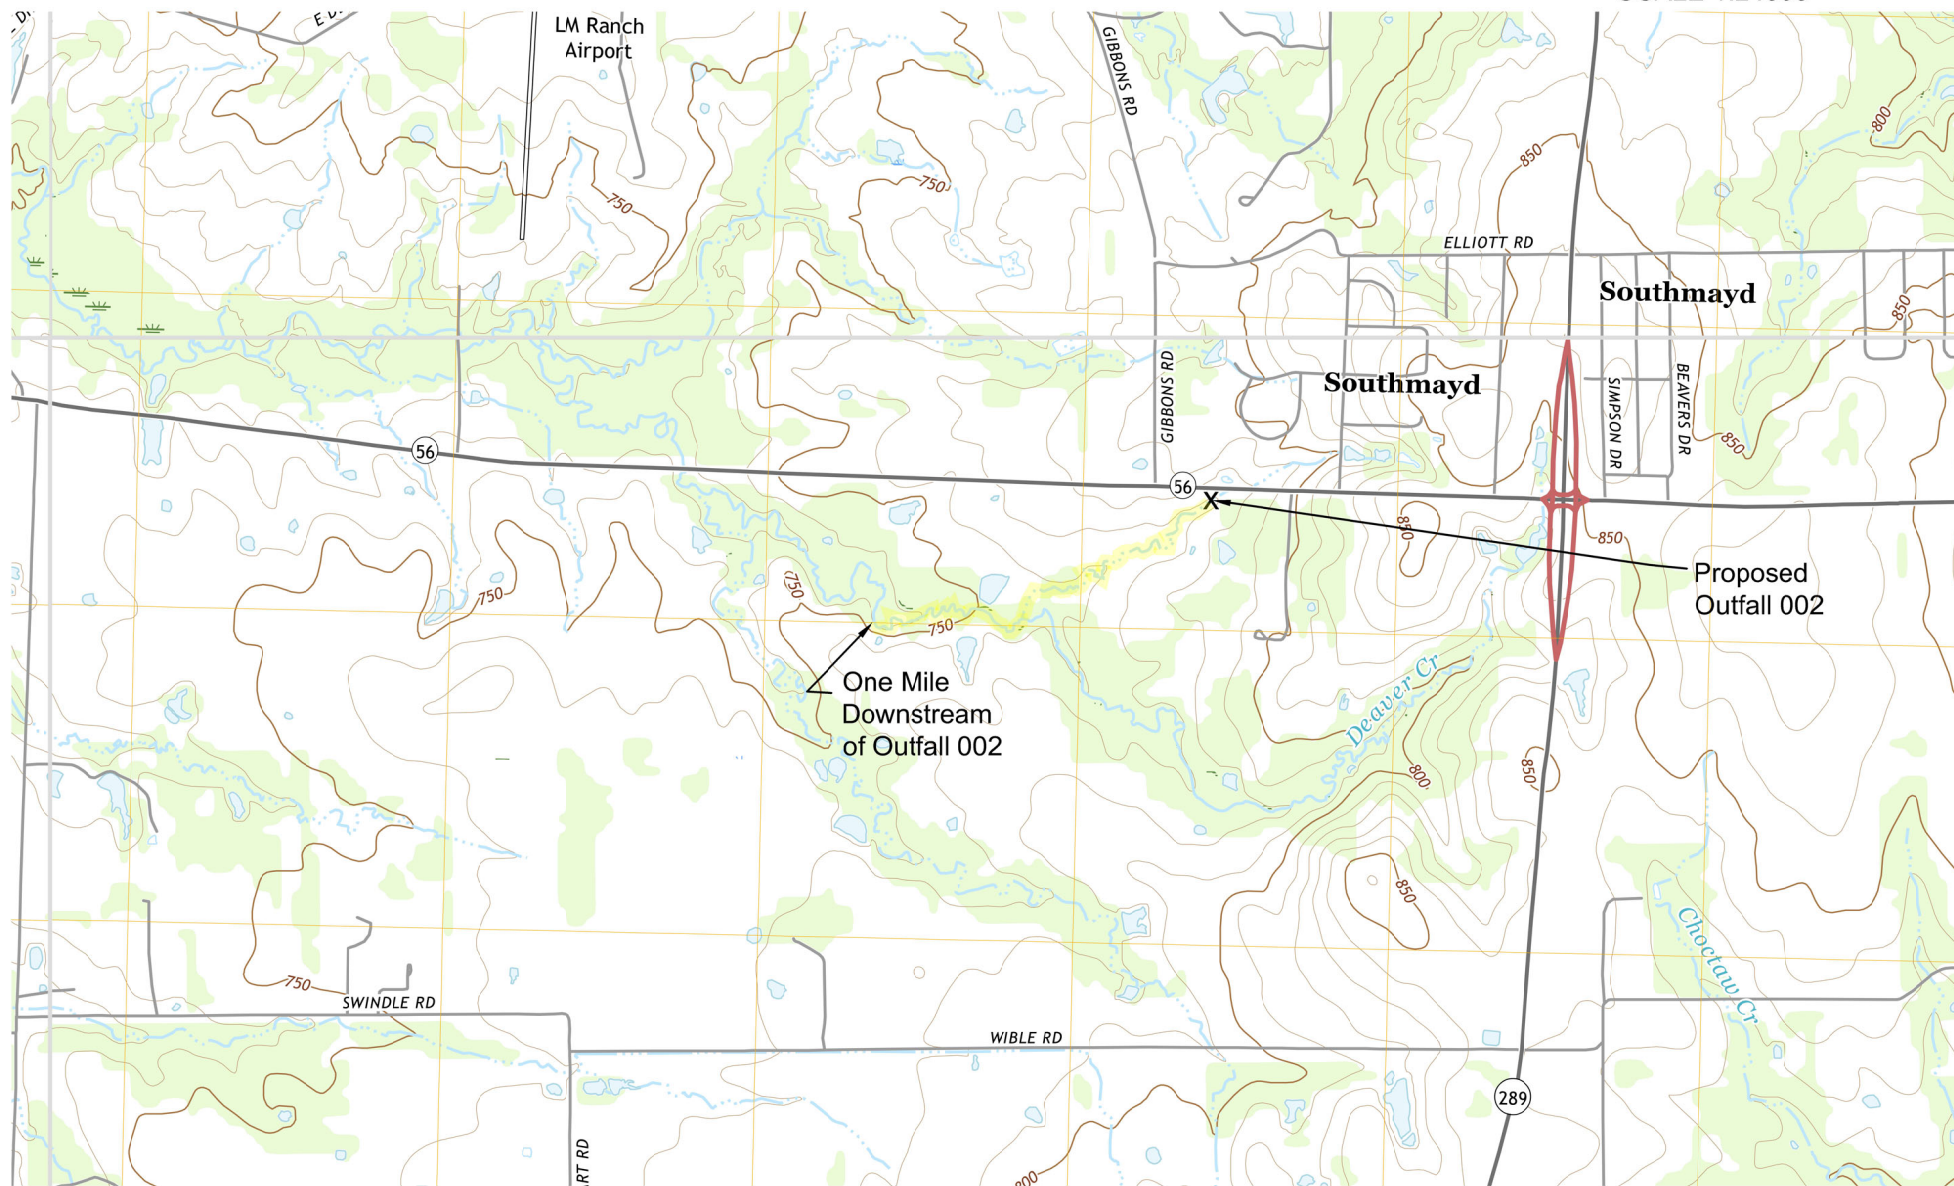 LM Ranch
Airport
GIBBONS RD
800
850
750
750
ELLIOTT RD
Southmayd
850
GIBBONS RD
Southmayd
SIMPSON DR
BEAVERS DR
850
56
56
850
850
Proposed
Outfall 002
750
750
750
One Mile
Downstream
of Outfall 002
Deaver Cr
800
850
850
Choctaw Cr
750
SWINDLE RD
WIBLE RD
289
ART RD
800